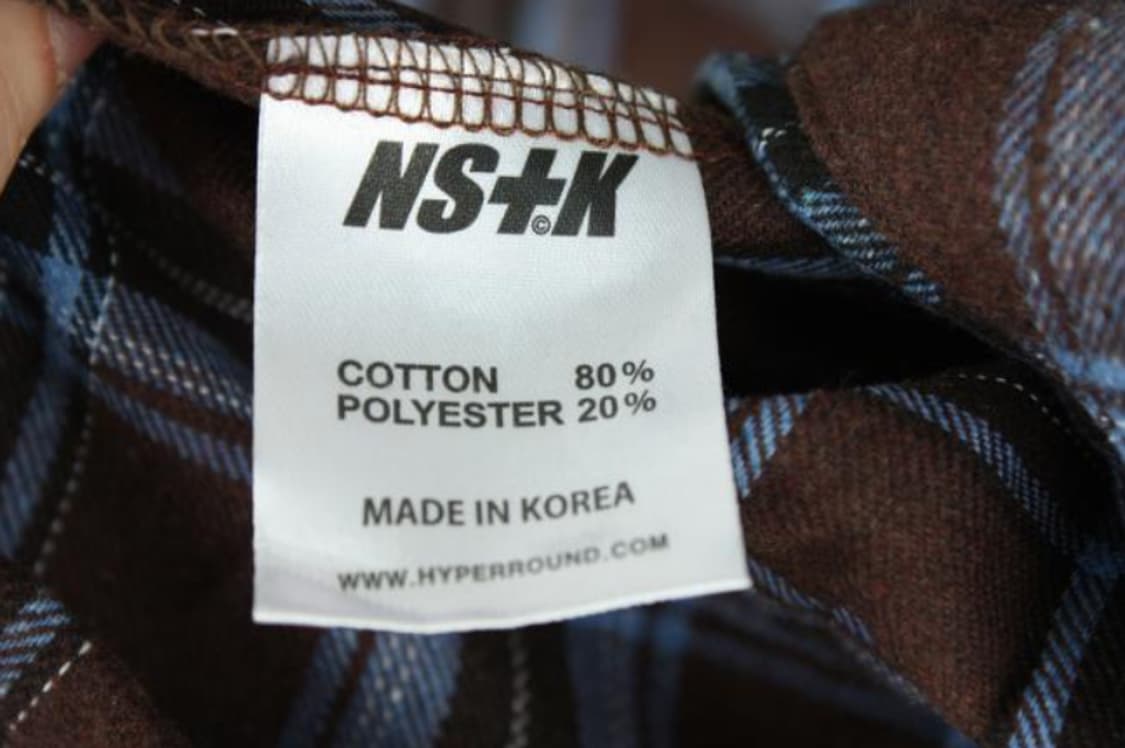 NS+K
©
COTTON 80%
POLYESTER 20%
MADE IN KOREA
WWW.HYPERROUND.COM